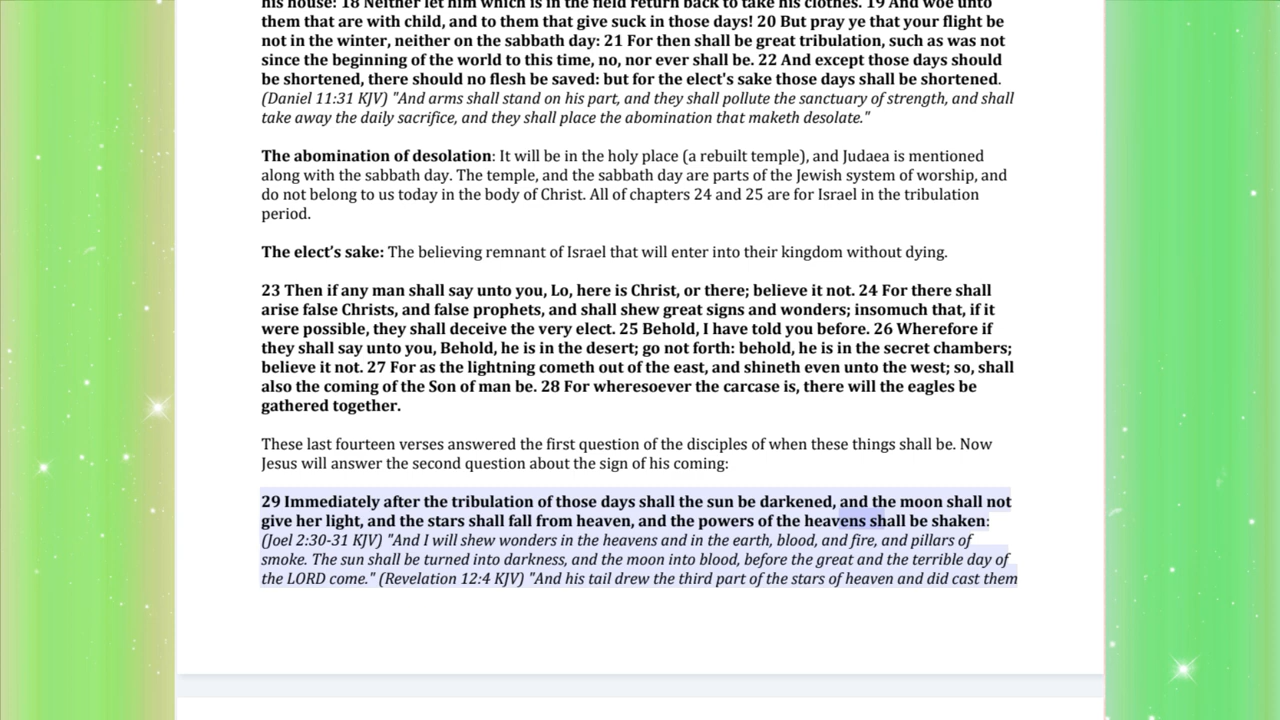 his house: 18 Neither let him which is in the field return back to take his clothes. 19 And woe unto
them that are with child, and to them that give suck in those days! 20 But pray ye that your flight be
not in the winter, neither on the sabbath day: 21 For then shall be great tribulation, such as was not
since the beginning of the world to this time, no, nor ever shall be. 22 And except those days should
be shortened, there should no flesh be saved: but for the elect's sake those days shall be shortened.
(Daniel 11:31 KJV) "And arms shall stand on his part, and they shall pollute the sanctuary of strength, and shall
take away the daily sacrifice, and they shall place the abomination that maketh desolate."
The abomination of desolation: It will be in the holy place (a rebuilt temple), and Judaea is mentioned
along with the sabbath day. The temple, and the sabbath day are parts of the Jewish system of worship, and
do not belong to us today in the body of Christ. All of chapters 24 and 25 are for Israel in the tribulation
period.
The elect’s sake: The believing remnant of Israel that will enter into their kingdom without dying.
23 Then if any man shall say unto you, Lo, here is Christ, or there; believe it not. 24 For there shall
arise false Christs, and false prophets, and shall shew great signs and wonders; insomuch that, if it
were possible, they shall deceive the very elect. 25 Behold, I have told you before. 26 Wherefore if
they shall say unto you, Behold, he is in the desert; go not forth: behold, he is in the secret chambers;
believe it not. 27 For as the lightning cometh out of the east, and shineth even unto the west; so, shall
also the coming of the Son of man be. 28 For wheresoever the carcase is, there will the eagles be
gathered together.
These last fourteen verses answered the first question of the disciples of when these things shall be. Now
Jesus will answer the second question about the sign of his coming:
29 Immediately after the tribulation of those days shall the sun be darkened, and the moon shall not
give her light, and the stars shall fall from heaven, and the powers of the heavens shall be shaken:
(Joel 2:30-31 KJV) "And I will shew wonders in the heavens and in the earth, blood, and fire, and pillars of
smoke. The sun shall be turned into darkness, and the moon into blood, before the great and the terrible day of
the LORD come." (Revelation 12:4 KJV) "And his tail drew the third part of the stars of heaven and did cast them